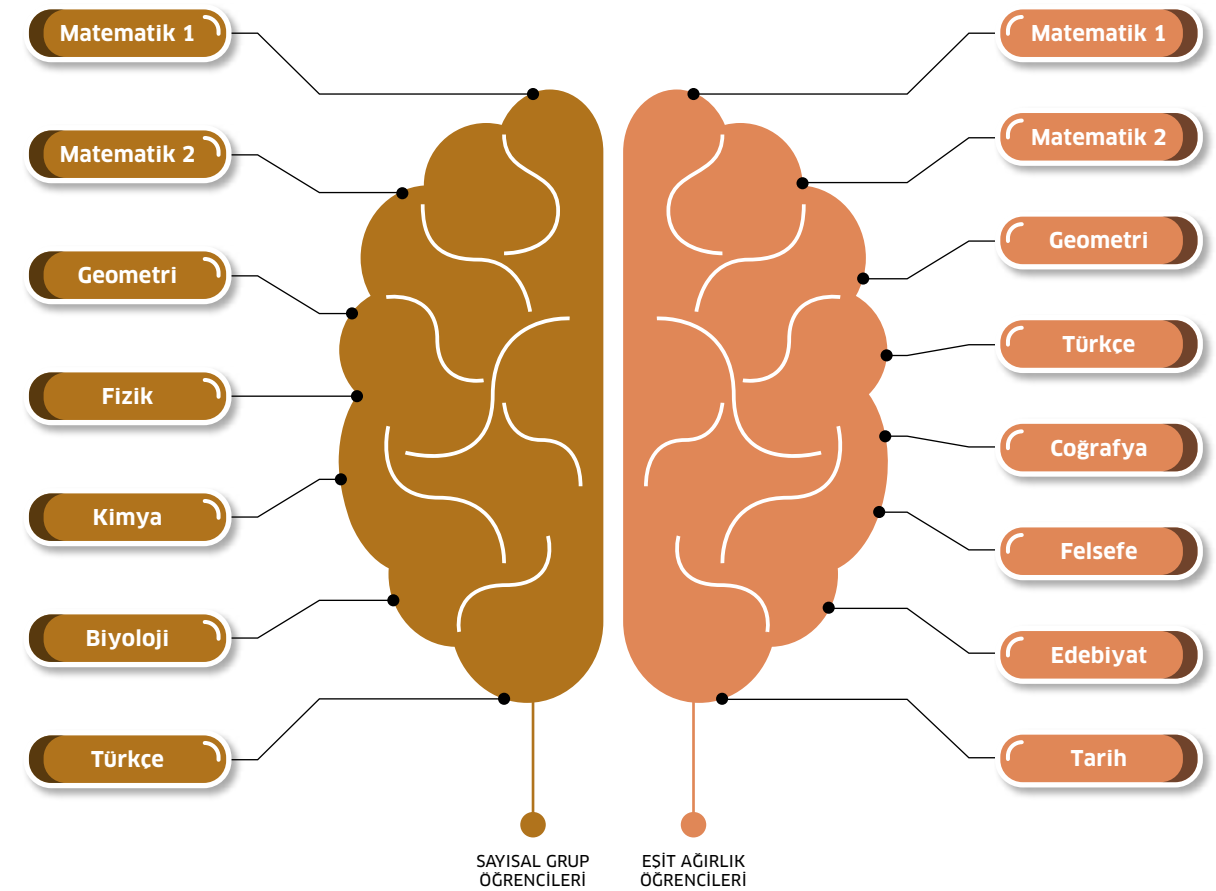 Matematik 1
Matematik 2
Geometri
Fizik
Kimya
Biyoloji
Türkçe
Matematik 1
Matematik 2
Geometri
Türkçe
Coğrafya
Felsefe
Edebiyat
Tarih
SAYISAL GRUP
ÖĞRENCİLERİ
EŞİT AĞIRLIK
ÖĞRENCİLERİ